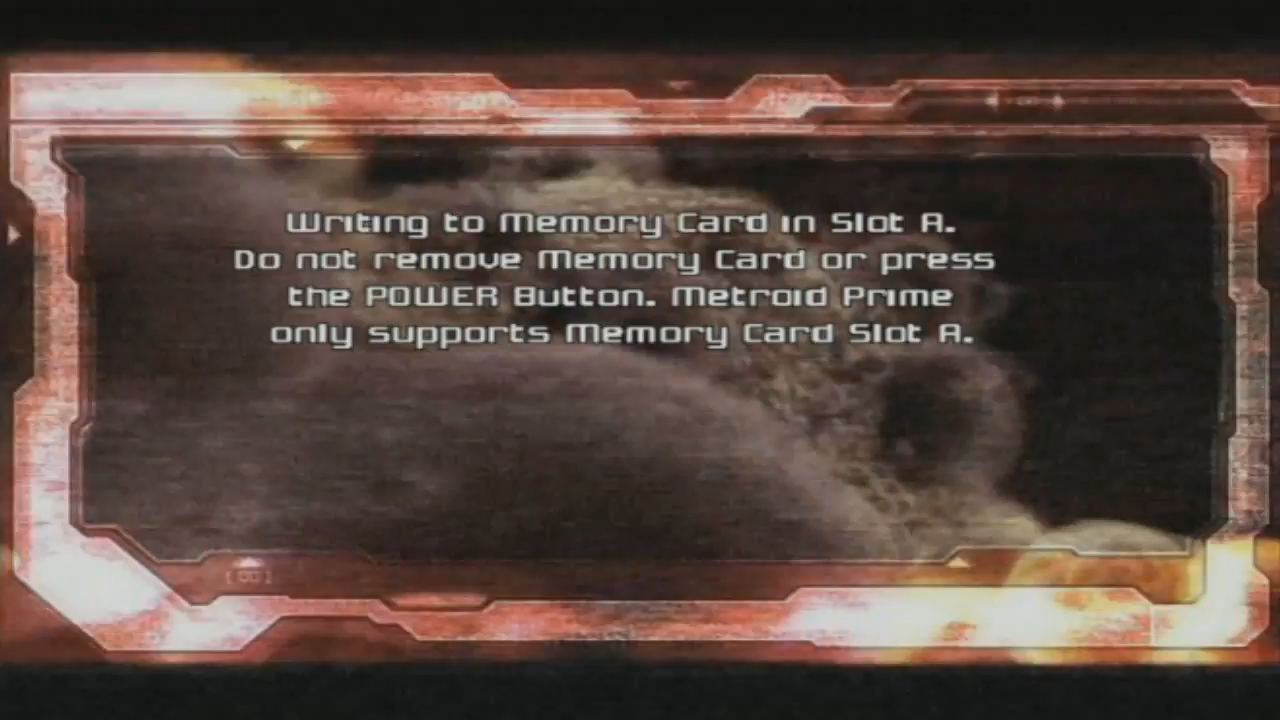 Writing to Memory Card in Slot A.
Do not remove Memory Card or press
the POWER Button. Metroid Prime
only supports Memory Card Slot A.